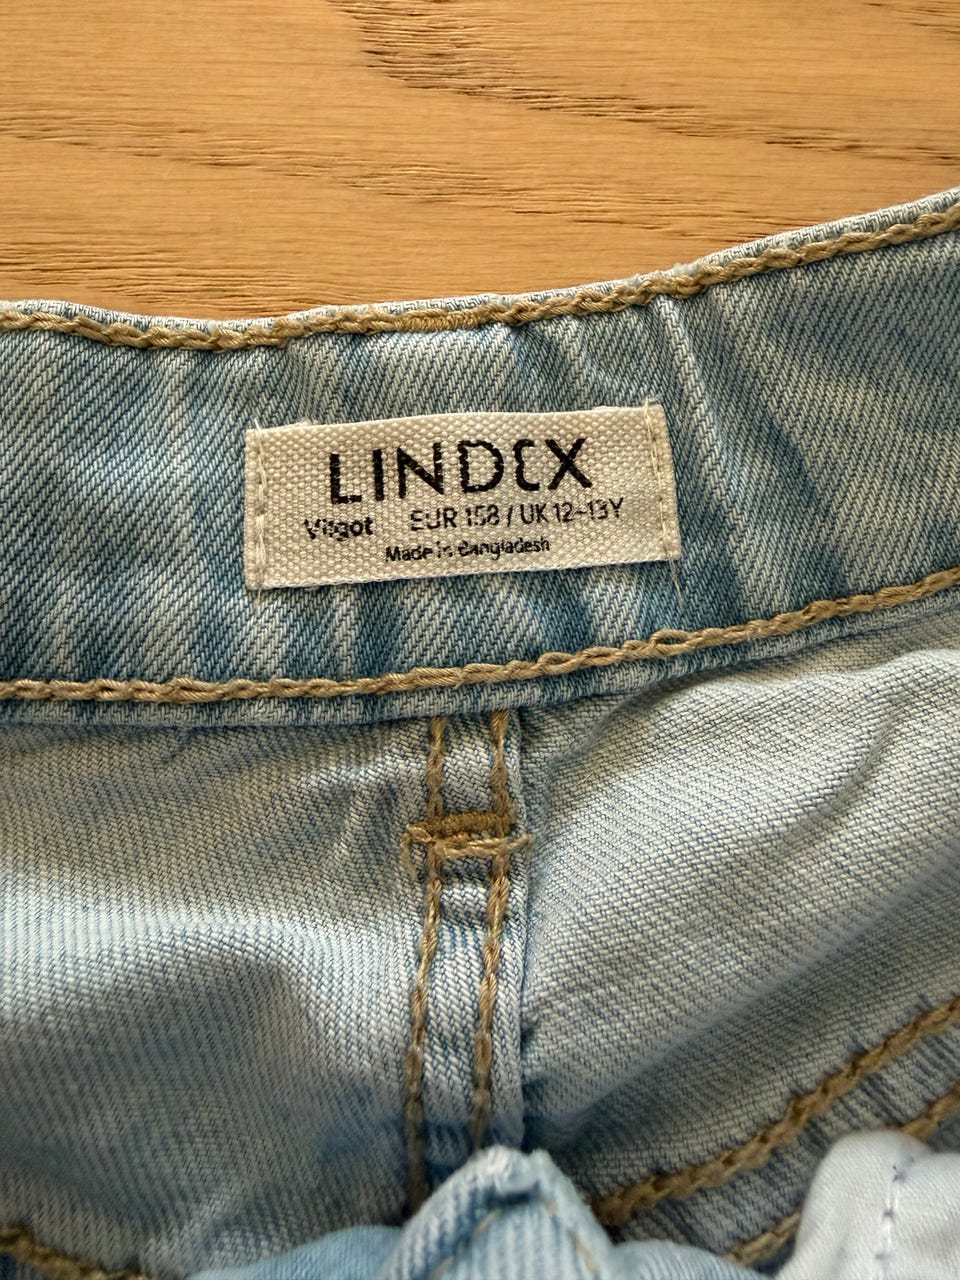 LINDEX
Vilgot EUR 158 / UK 12-13Y
Made in Bangladesh